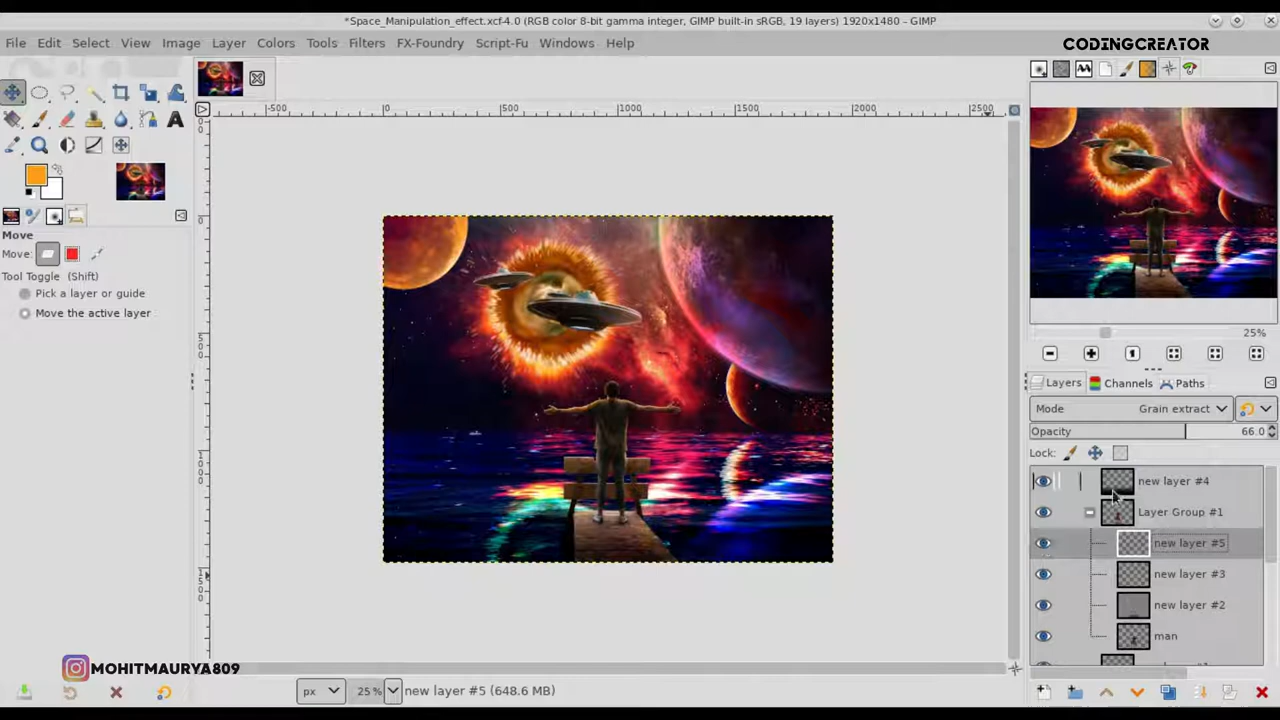 *Space_Manipulation_effect.xcf-4.0 (RGB color 8-bit gamma integer, GIMP built-in sRGB, 19 layers) 1920x1480 – GIMP
File Edit Select View Image Layer Colors Tools Filters FX-Foundry Script-Fu Windows Help
CODINGCREATOR
-500 0 500 1000 1500 2000 2500
0
500
1000
1500
Move
Move:
Tool Toggle (Shift)
Pick a layer or guide
Move the active layer
25%
Layers Channels Paths
Mode Grain extract
Opacity 66.0
Lock:
new layer #4
Layer Group #1
new layer #5
new layer #3
new layer #2
man
MOHITMAURYA809
px 25% new layer #5 (648.6 MB)